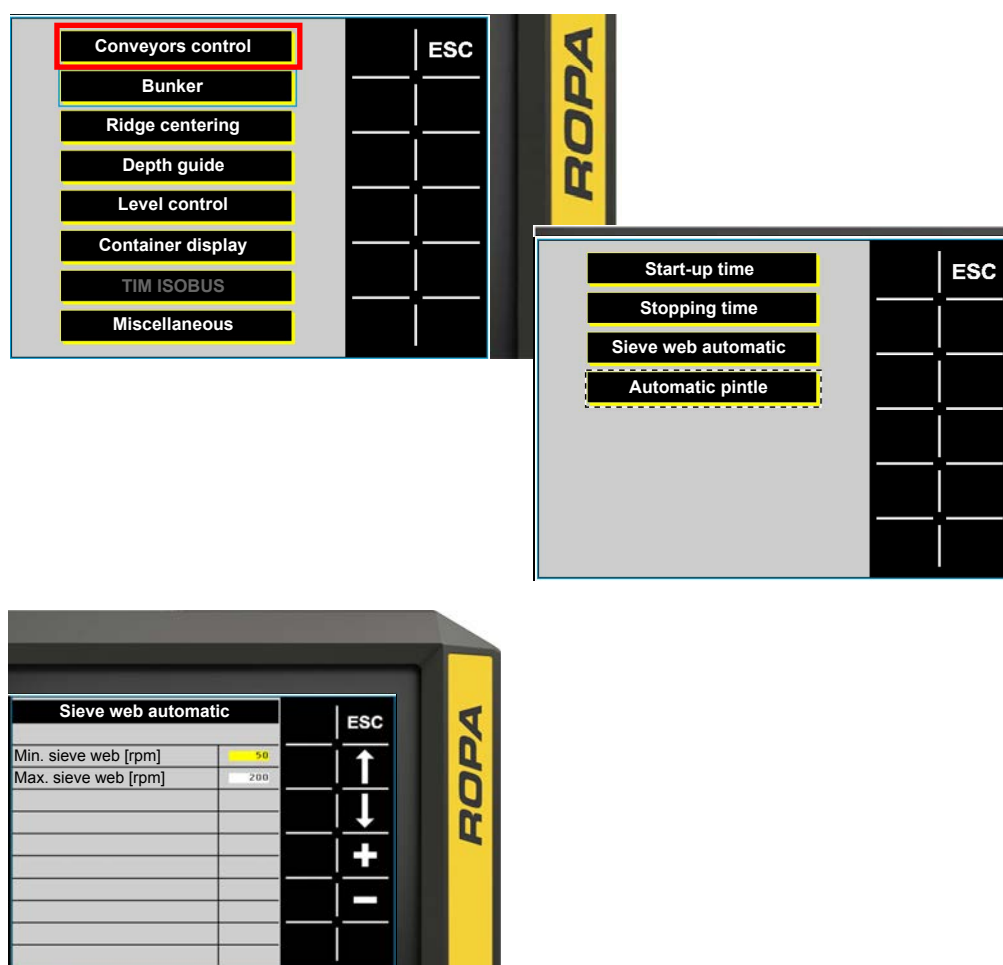 Conveyors control
ESC
Bunker
Ridge centering
Depth guide
Level control
Container display
TIM ISOBUS
Miscellaneous
ROPA
Start-up time
ESC
Stopping time
Sieve web automatic
Automatic pintle
Sieve web automatic
ESC
Min. sieve web [rpm] 50
Max. sieve web [rpm] 200
+
-
ROPA